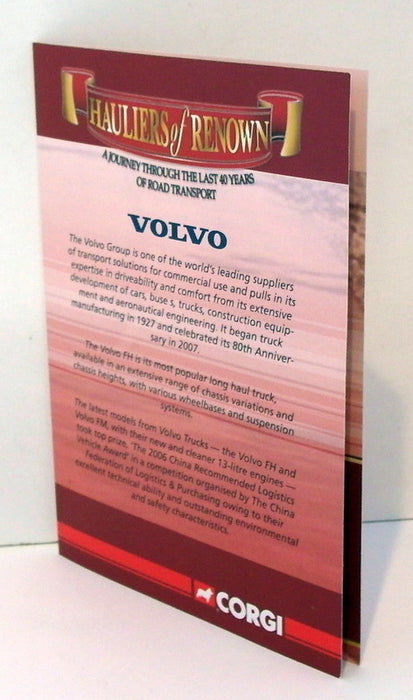 HAULIERS of RENOWN
A JOURNEY THROUGH THE LAST 40 YEARS
OF ROAD TRANSPORT
VOLVO
The Volvo Group is one of the world's leading suppliers
of transport solutions for commercial use and pulls in its
expertise in driveability and comfort from its extensive
development of cars, buse s, trucks, construction equip-
ment and aeronautical engineering. It began truck
manufacturing in 1927 and celebrated its 80th Anniver-
sary in 2007.
The Volvo FH is its most popular long haul truck,
available in an extensive range of chassis variations and
chassis heights, with various wheelbases and suspension
systems.
The latest models from Volvo Trucks — the Volvo FH and
Volvo FM, with their new and cleaner 13-litre engines —
took top prize, 'The 2006 China Recommended Logistics
Vehicle Award' in a competition organised by The China
Federation of Logistics & Purchasing owing to their
excellent technical ability and outstanding environmental
and safety characteristics.
CORGI